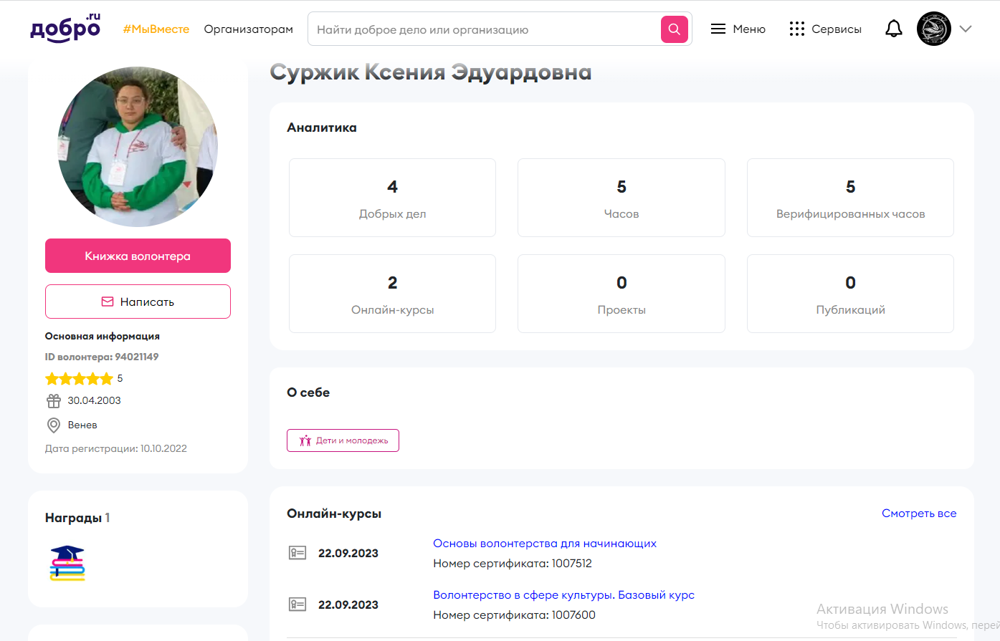 добро.ru
#МыВместе
Организаторам
Найти доброе дело или организацию
Меню
Сервисы
Суржик Ксения Эдуардовна
Книжка волонтера
Написать
Основная информация
ID волонтера: 94021149
5
30.04.2003
Венев
Дата регистрации: 10.10.2022
Награды 1
Аналитика
4
Добрых дел
5
Часов
5
Верифицированных часов
2
Онлайн-курсы
0
Проекты
0
Публикаций
О себе
Дети и молодежь
Онлайн-курсы
Смотреть все
22.09.2023
Основы волонтерства для начинающих
Номер сертификата: 1007512
22.09.2023
Волонтерство в сфере культуры. Базовый курс
Номер сертификата: 1007600
Активация Windows
Чтобы активировать Windows, перей